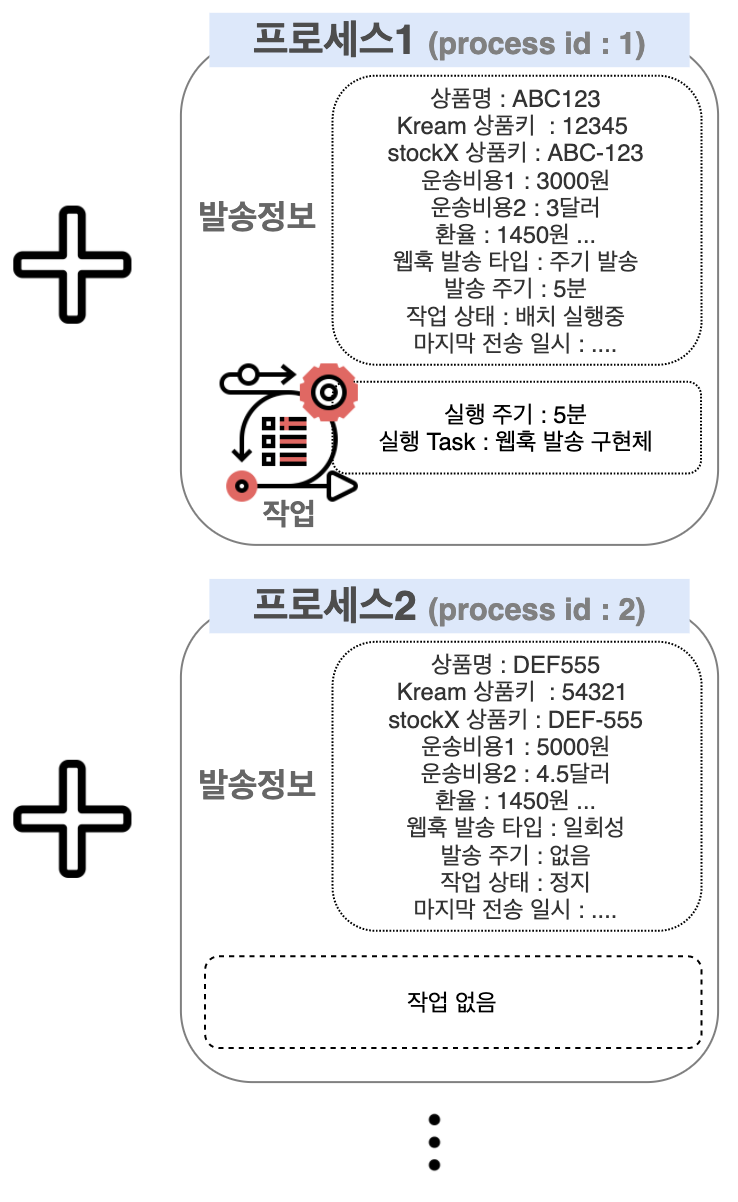 프로세스1 (process id : 1)
상품명 : ABC123
Kream 상품키 : 12345
stockX 상품키 : ABC-123
운송비용1 : 3000원
발송정보
운송비용2 : 3달러
환율 : 1450원 ...
웹훅 발송 타입 : 주기 발송
발송 주기 : 5분
작업 상태 : 배치 실행중
마지막 전송 일시 : ....
실행 주기 : 5분
실행 Task : 웹훅 발송 구현체
작업
프로세스2 (process id : 2)
상품명 : DEF555
Kream 상품키 : 54321
stockX 상품키 : DEF-555
운송비용1 : 5000원
발송정보
운송비용2 : 4.5달러
환율 : 1450원 ...
웹훅 발송 타입 : 일회성
발송 주기 : 없음
작업 상태 : 정지
마지막 전송 일시 : ....
작업 없음